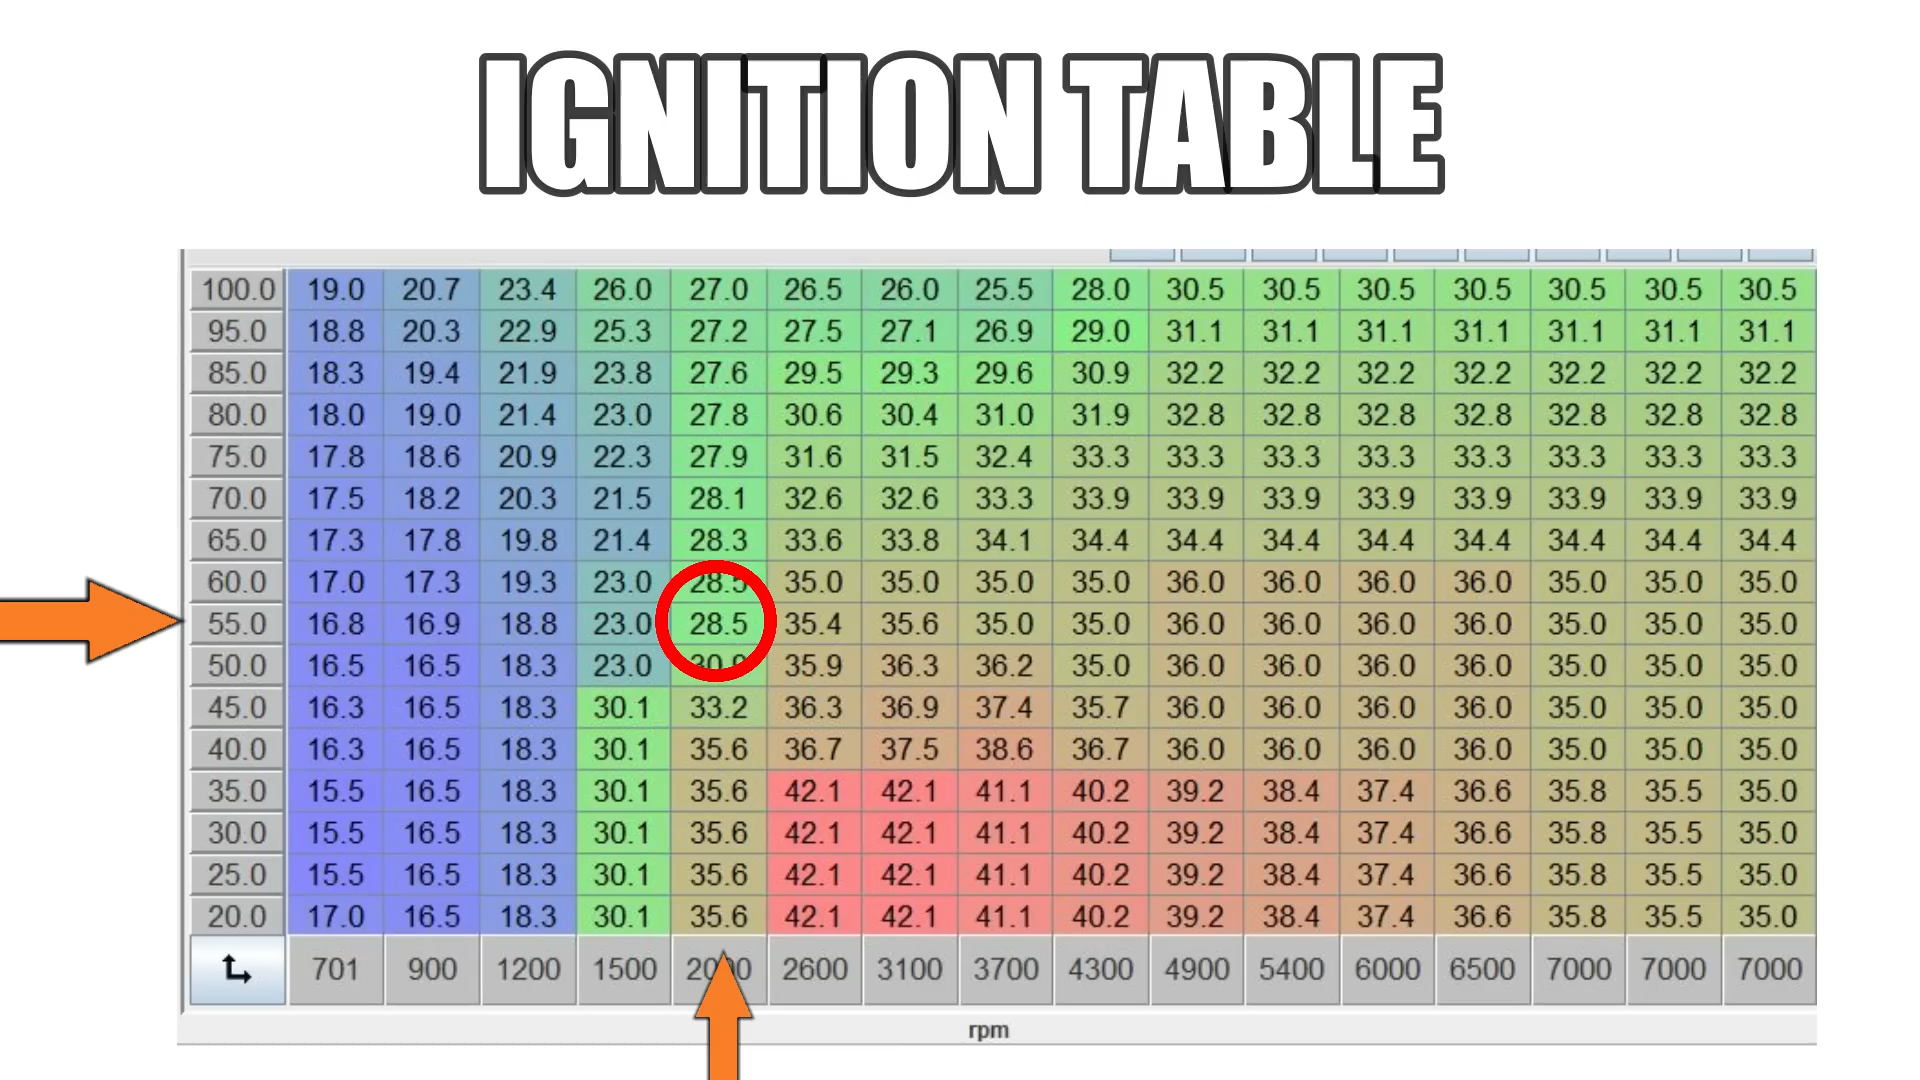 IGNITION TABLE
100.0 19.0 20.7 23.4 26.0 27.0 26.5 26.0 25.5 28.0 30.5 30.5 30.5 30.5 30.5 30.5 30.5
95.0 18.8 20.3 22.9 25.3 27.2 27.5 27.1 26.9 29.0 31.1 31.1 31.1 31.1 31.1 31.1 31.1
85.0 18.3 19.4 21.9 23.8 27.6 29.5 29.3 29.6 30.9 32.2 32.2 32.2 32.2 32.2 32.2 32.2
80.0 18.0 19.0 21.4 23.0 27.8 30.6 30.4 31.0 31.9 32.8 32.8 32.8 32.8 32.8 32.8 32.8
75.0 17.8 18.6 20.9 22.3 27.9 31.6 31.5 32.4 33.3 33.3 33.3 33.3 33.3 33.3 33.3 33.3
70.0 17.5 18.2 20.3 21.5 28.1 32.6 32.6 33.3 33.9 33.9 33.9 33.9 33.9 33.9 33.9 33.9
65.0 17.3 17.8 19.8 21.4 28.3 33.6 33.8 34.1 34.4 34.4 34.4 34.4 34.4 34.4 34.4 34.4
60.0 17.0 17.3 19.3 23.0 28.5 35.0 35.0 35.0 35.0 36.0 36.0 36.0 36.0 35.0 35.0 35.0
55.0 16.8 16.9 18.8 23.0 28.5 35.4 35.6 35.0 35.0 36.0 36.0 36.0 36.0 35.0 35.0 35.0
50.0 16.5 16.5 18.3 23.0 35.9 36.3 36.2 35.0 36.0 36.0 36.0 36.0 35.0 35.0 35.0
45.0 16.3 16.5 18.3 30.1 33.2 36.3 36.9 37.4 35.7 36.0 36.0 36.0 36.0 35.0 35.0 35.0
40.0 16.3 16.5 18.3 30.1 35.6 36.7 37.5 38.6 36.7 36.0 36.0 36.0 36.0 35.0 35.0 35.0
35.0 15.5 16.5 18.3 30.1 35.6 42.1 42.1 41.1 40.2 39.2 38.4 37.4 36.6 35.8 35.5 35.0
30.0 15.5 16.5 18.3 30.1 35.6 42.1 42.1 41.1 40.2 39.2 38.4 37.4 36.6 35.8 35.5 35.0
25.0 15.5 16.5 18.3 30.1 35.6 42.1 42.1 41.1 40.2 39.2 38.4 37.4 36.6 35.8 35.5 35.0
20.0 17.0 16.5 18.3 30.1 35.6 42.1 42.1 41.1 40.2 39.2 38.4 37.4 36.6 35.8 35.5 35.0
701 900 1200 1500 2000 2600 3100 3700 4300 4900 5400 6000 6500 7000 7000 7000
rpm